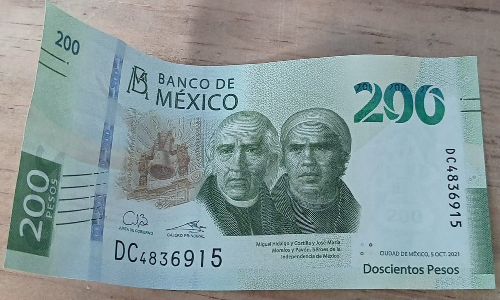 200
BANCO DE
MÉXICO
200
200
PESOS
DC4836915
JUNTA DE GOBIERNO
CAJERO PRINCIPAL
DC4836915
Miguel Hidalgo y Costilla y José María
Morelos y Pavón, héroes de la
Independencia de México
CIUDAD DE MÉXICO, 5 OCT. 2021
Doscientos Pesos